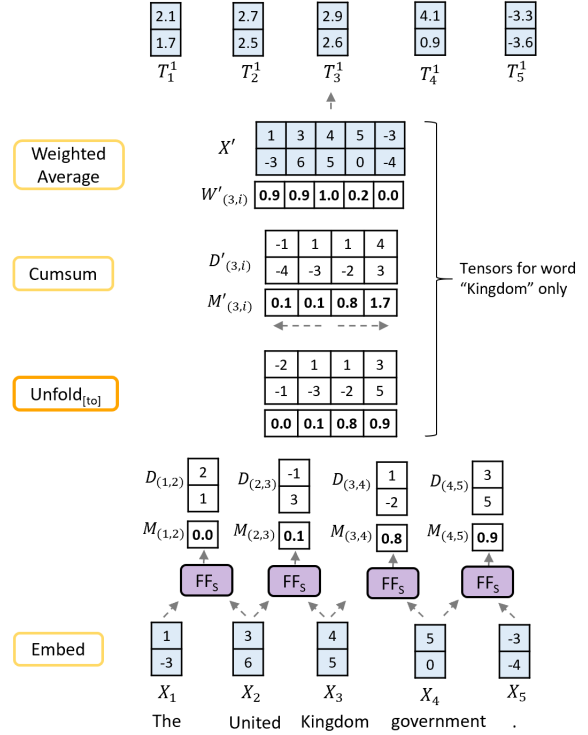 2.1 2.7 2.9 4.1 -3.3
1.7 2.5 2.6 0.9 -3.6
T₁¹ T₂¹ T₃¹ T₄¹ T₅¹
Weighted
Average
X′
1 3 4 5 -3
-3 6 5 0 -4
W′(3,i) 0.9 0.9 1.0 0.2 0.0
Cumsum
D′(3,i)
-1 1 1 4
-4 -3 -2 3
M′(3,i) 0.1 0.1 0.8 1.7
Tensors for word
“Kingdom” only
Unfold[to]
-2 1 1 3
-1 -3 -2 5
0.0 0.1 0.8 0.9
D(1,2) 2 1
D(2,3) -1 3
D(3,4) 1 -2
D(4,5) 3 5
M(1,2) 0.0 M(2,3) 0.1 M(3,4) 0.8 M(4,5) 0.9
FFS FFS FFS FFS
Embed
1 3 4 5 -3
-3 6 5 0 -4
X₁ X₂ X₃ X₄ X₅
The United Kingdom government .